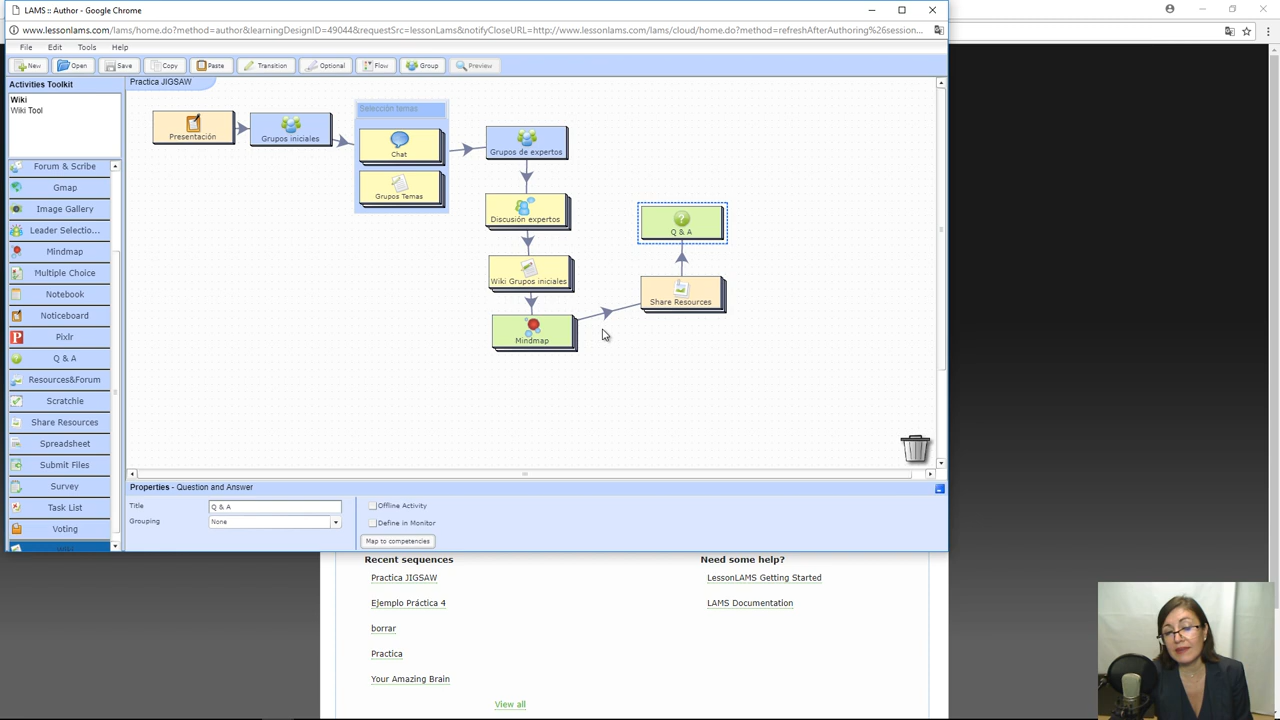 LAMS :: Author - Google Chrome
www.lessonlams.com/lams/home.do?method=author&learningDesignID=49044&requestSrc=lessonLams&notifyCloseURL=http://www.lessonlams.com/lams/cloud/home.do?method=refreshAfterAuthoring%26session...
File Edit Tools Help
New Open Save Copy Paste Transition Optional Flow Group Preview
Activities Toolkit
Practica JIGSAW
Wiki
Wiki Tool
Forum & Scribe
Gmap
Image Gallery
Leader Selectio...
Mindmap
Multiple Choice
Notebook
Noticeboard
Pixlr
Q & A
Resources&Forum
Scratchie
Share Resources
Spreadsheet
Submit Files
Survey
Task List
Voting
Wiki
Presentación
Grupos iniciales
Selección temas
Chat
Grupos Temas
Grupos de expertos
Discusión expertos
Wiki Grupos iniciales
Mindmap
Share Resources
Q & A
Properties - Question and Answer
Title Q & A
Grouping None
Offline Activity
Define in Monitor
Map to competencies
Recent sequences
Practica JIGSAW
Ejemplo Práctica 4
borrar
Practica
Your Amazing Brain
View all
Need some help?
LessonLAMS Getting Started
LAMS Documentation